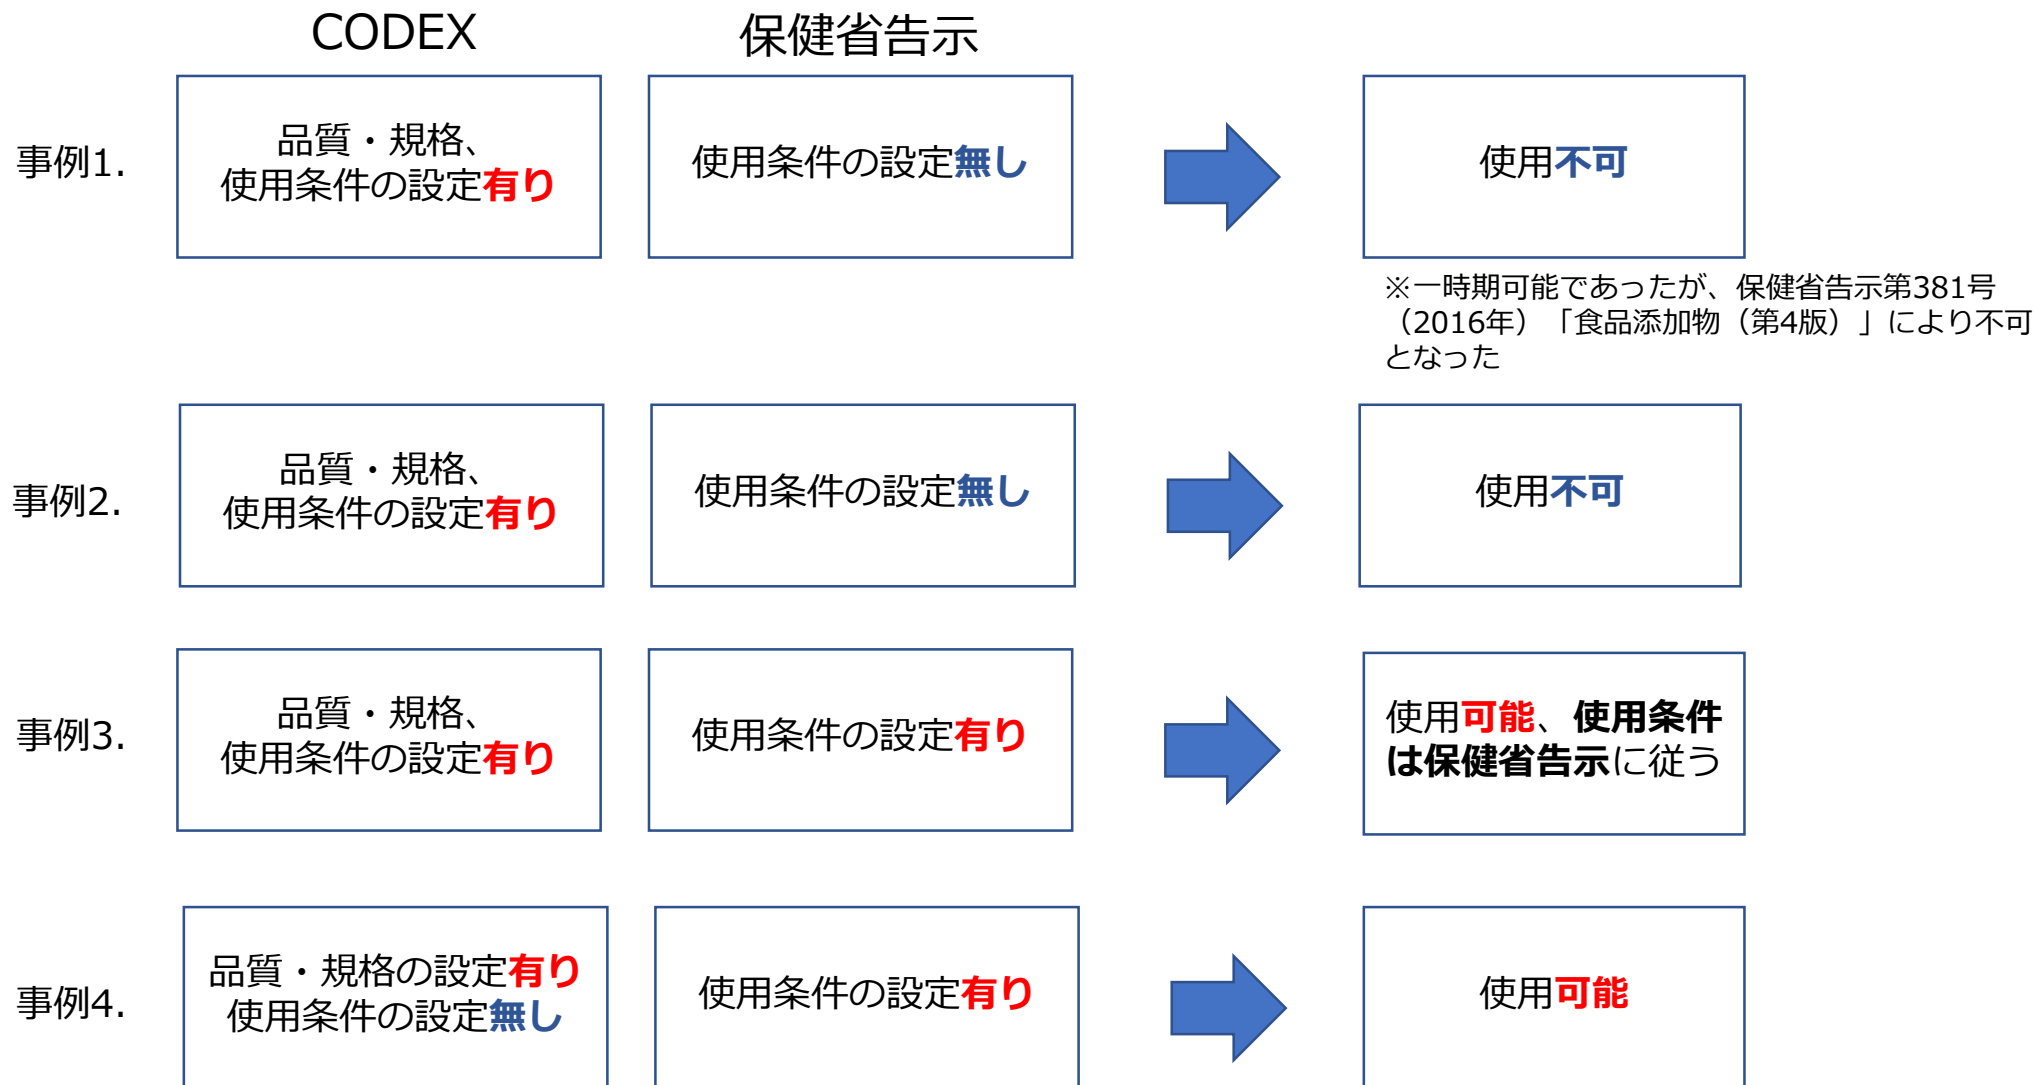 CODEX
保健省告示
事例1.
品質・規格、
使用条件の設定有り
使用条件の設定無し
使用不可
※一時期可能であったが、保健省告示第381号
（2016年）「食品添加物（第4版）」により不可
となった
事例2.
品質・規格、
使用条件の設定有り
使用条件の設定無し
使用不可
事例3.
品質・規格、
使用条件の設定有り
使用条件の設定有り
使用可能、使用条件
は保健省告示に従う
事例4.
品質・規格の設定有り
使用条件の設定無し
使用条件の設定有り
使用可能